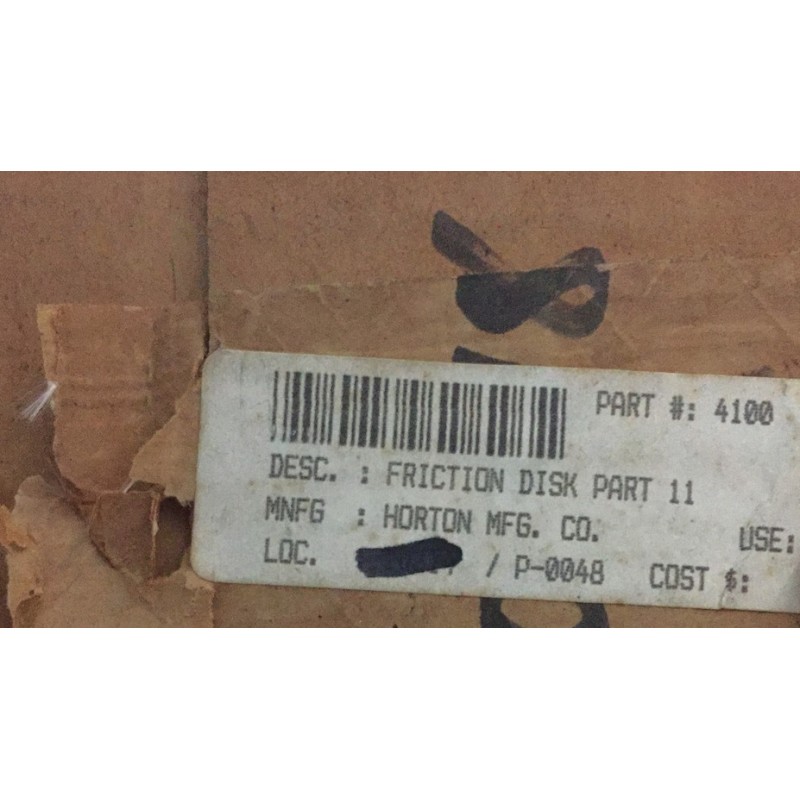 PART #: 4100
DESC. : FRICTION DISK PART 11
MNFG : HORTON MFG. CO.
USE:
LOC. / P-0048 COST $: